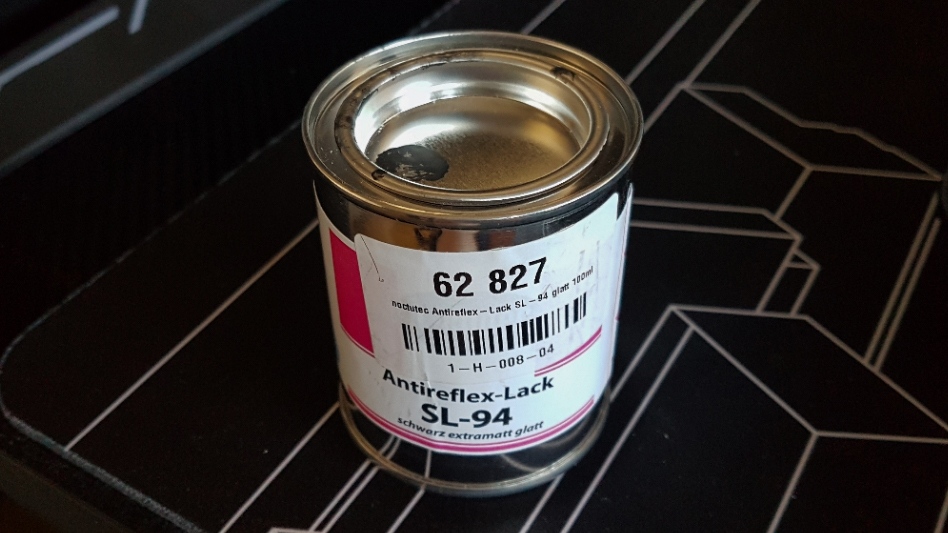 62 827
noctutec Antireflex-Lack SL-94 glatt 100ml
1-H-008-04
Antireflex-Lack
SL-94
schwarz extramatt glatt